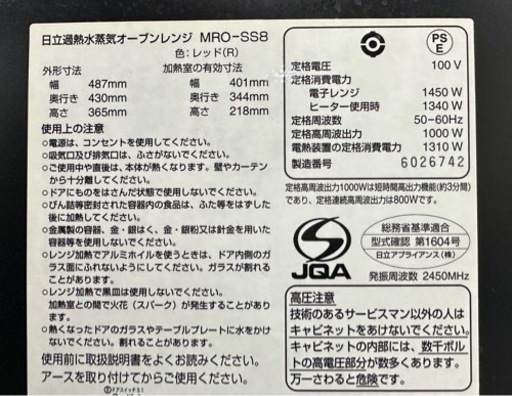 日立過熱水蒸気オーブンレンジ MRO-SS8
色：レッド(R)
外形寸法 加熱室の有効寸法
幅 487mm 幅 401mm
奥行き 430mm 奥行き 344mm
高さ 365mm 高さ 218mm
使用上の注意
●電源は、コンセントを使用してください。
●吸気口及び排気口は、ふさがないでください。
●ご使用中や直後は、本体が熱くなります。壁やカーテン
から十分離してください。
●ドアにものをはさんだ状態で使用しないでください。
●びん詰等密封された容器内の食品は、ふた等をはずした
後に加熱してください。
●金属製の容器、金・銀はく、金・銀粉又は針金を用いた
容器等を使用しないでください。
●レンジ加熱でアルミホイルを使うときは、ドア内側のガ
ラス面にふれないようにしてください。ガラスが割れる
ことがあります。
●レンジ加熱で黒皿は使用しないでください。
加熱室との間で火花（スパーク）が発生することがあり
ます。
●熱くなったドアのガラスやテーブルプレートに水をかけ
ないでください。割れることがあります。
使用前に取扱説明書をよくお読みください。
アースを取り付けてからご使用ください。
PS
E
定格電圧 100 V
定格消費電力
電子レンジ 1450 W
ヒーター使用時 1340 W
定格周波数 50-60Hz
定格高周波出力 1000 W
電熱装置の定格消費電力 1310 W
製造番号 6026742
定格高周波出力1000Wは短時間高出力機能(約3分間)
であり、定格連続高周波出力は800Wです。
JQA
総務省基準適合
型式確認 第1604号
日立アプライアンス(株)
発振周波数 2450MHz
高圧注意
技術のあるサービスマン以外の人は
キャビネットをあけないでください。
キャビネットの内部には、数千ボルト
の高電圧部分が数多くあります。
万一さわると危険です。